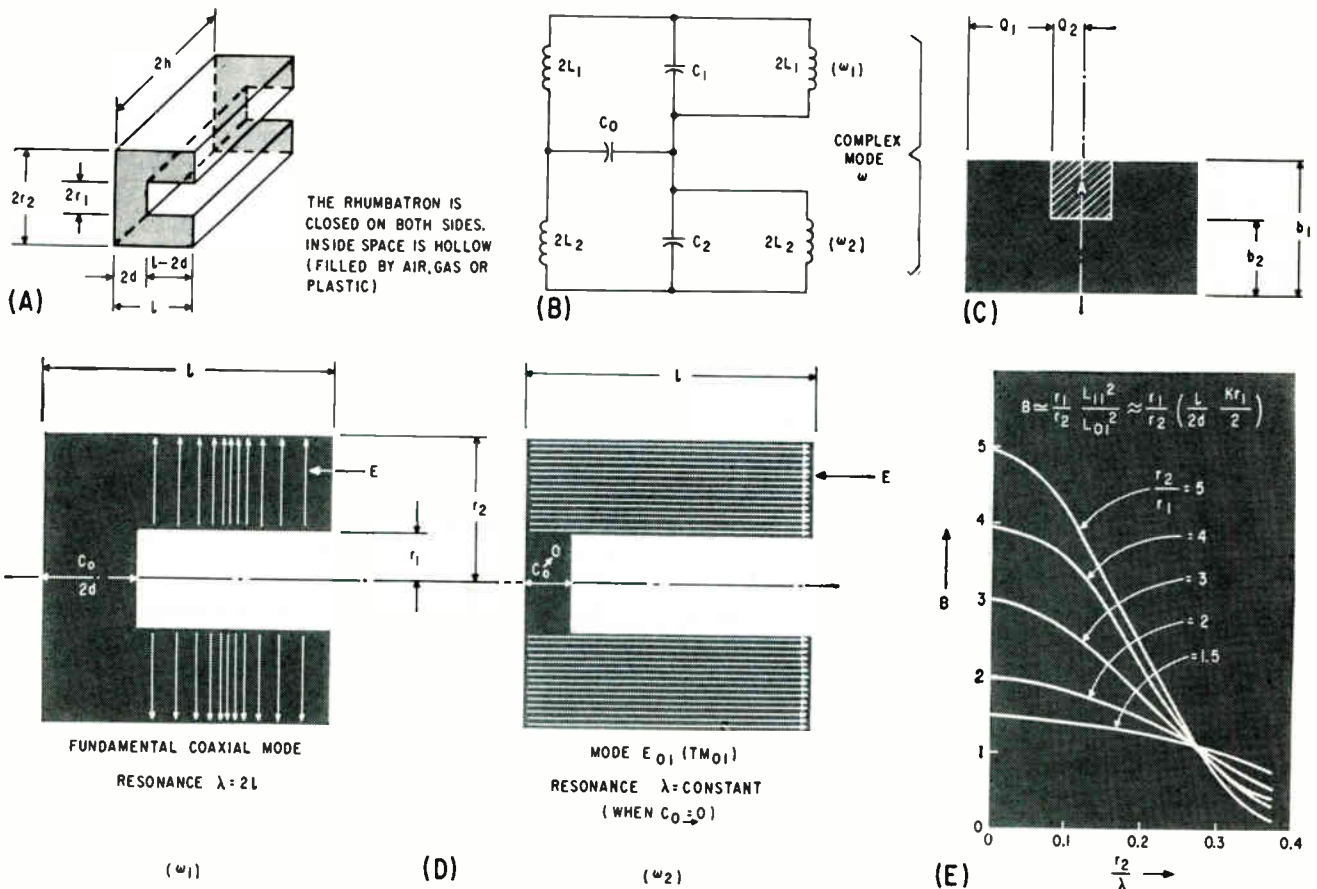 2h
2r₂
2r₁
2d
l-2d
l
(A)
THE RHUMBATRON IS
CLOSED ON BOTH SIDES.
INSIDE SPACE IS HOLLOW
(FILLED BY AIR, GAS OR
PLASTIC)
2L₁
C₁
2L₁
(ω₁)
C₀
2L₂
C₂
2L₂
(ω₂)
COMPLEX
MODE
ω
(B)
Q₁
Q₂
b₁
b₂
(C)
l
E
C₀
2d
r₂
r₁
FUNDAMENTAL COAXIAL MODE
RESONANCE λ=2l
(ω₁)
(D)
l
E
C₀→0
MODE E₀₁ (TM₀₁)
RESONANCE λ=CONSTANT
(WHEN C₀→0)
(ω₂)
B ≃ r₁/r₂ L₁₁²/L₀₁² ≈ r₁/r₂ (l/2d Kr₁/2)
r₂/r₁ =5
=4
=3
=2
=1.5
B
5
4
3
2
1
0
0 0.1 0.2 0.3 0.4
r₂/λ →
(E)